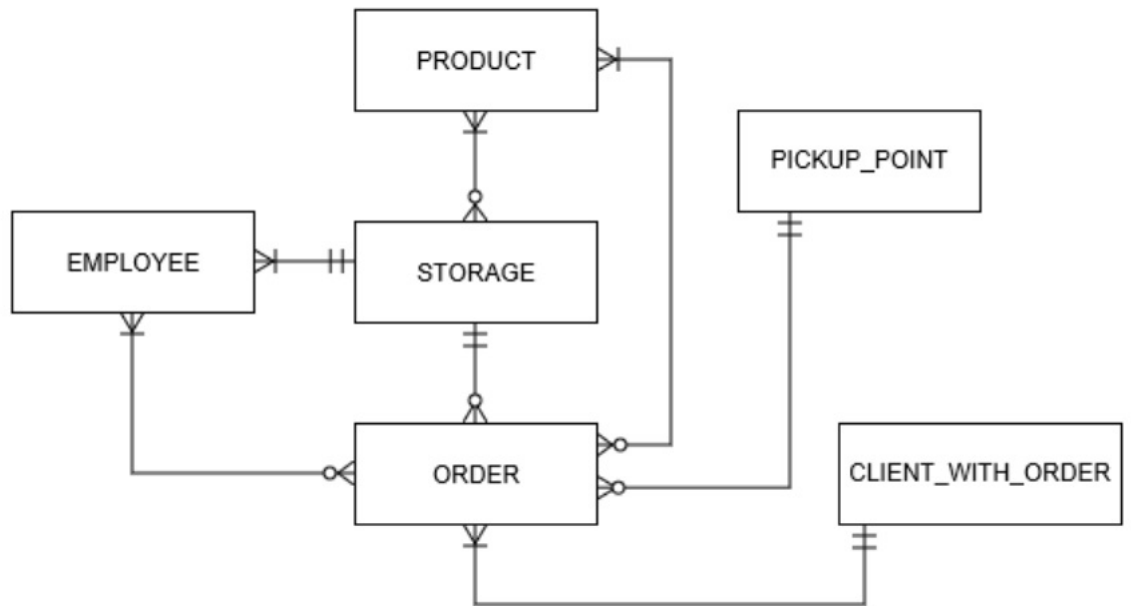 PRODUCT
PICKUP_POINT
EMPLOYEE
STORAGE
ORDER
CLIENT_WITH_ORDER